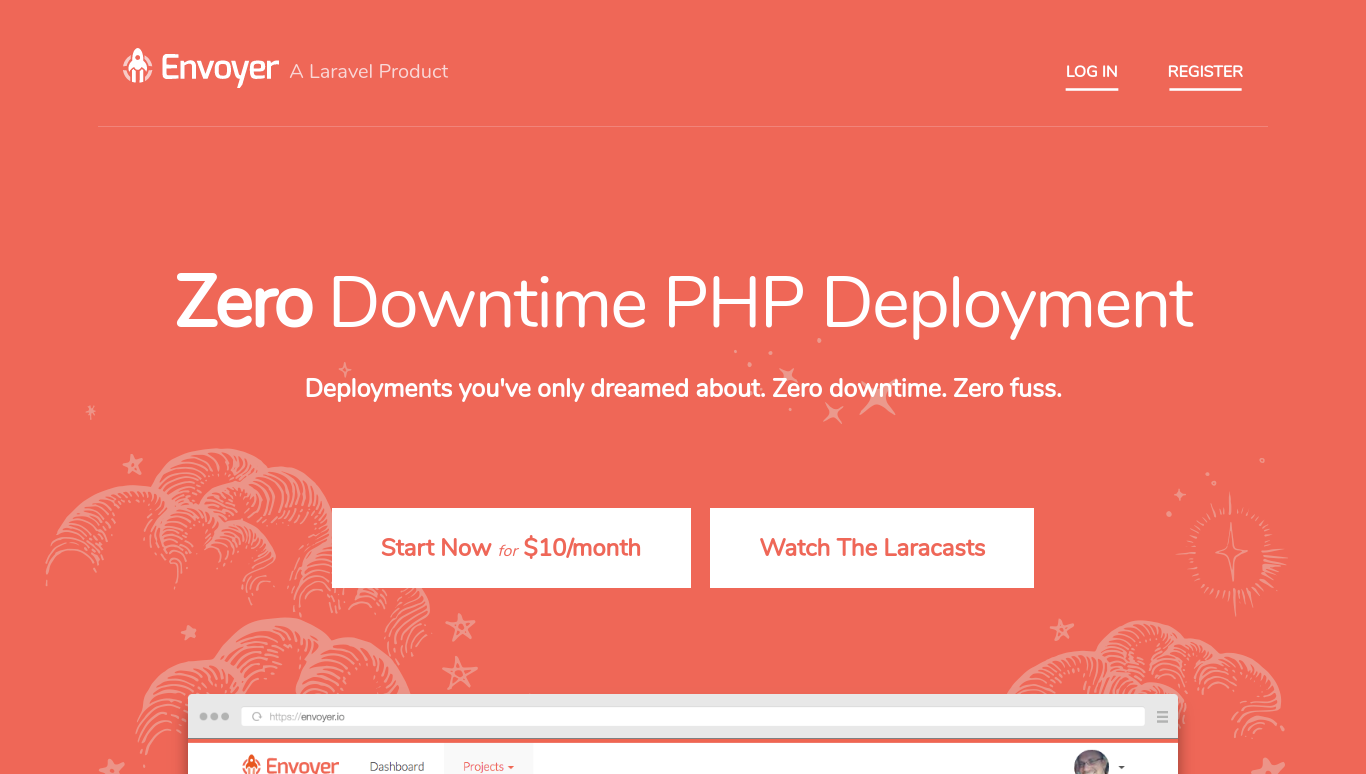 Envoyer A Laravel Product
LOG IN REGISTER
Zero Downtime PHP Deployment
Deployments you've only dreamed about. Zero downtime. Zero fuss.
Start Now for $10/month
Watch The Laracasts
https://envoyer.io
Envoyer Dashboard Projects